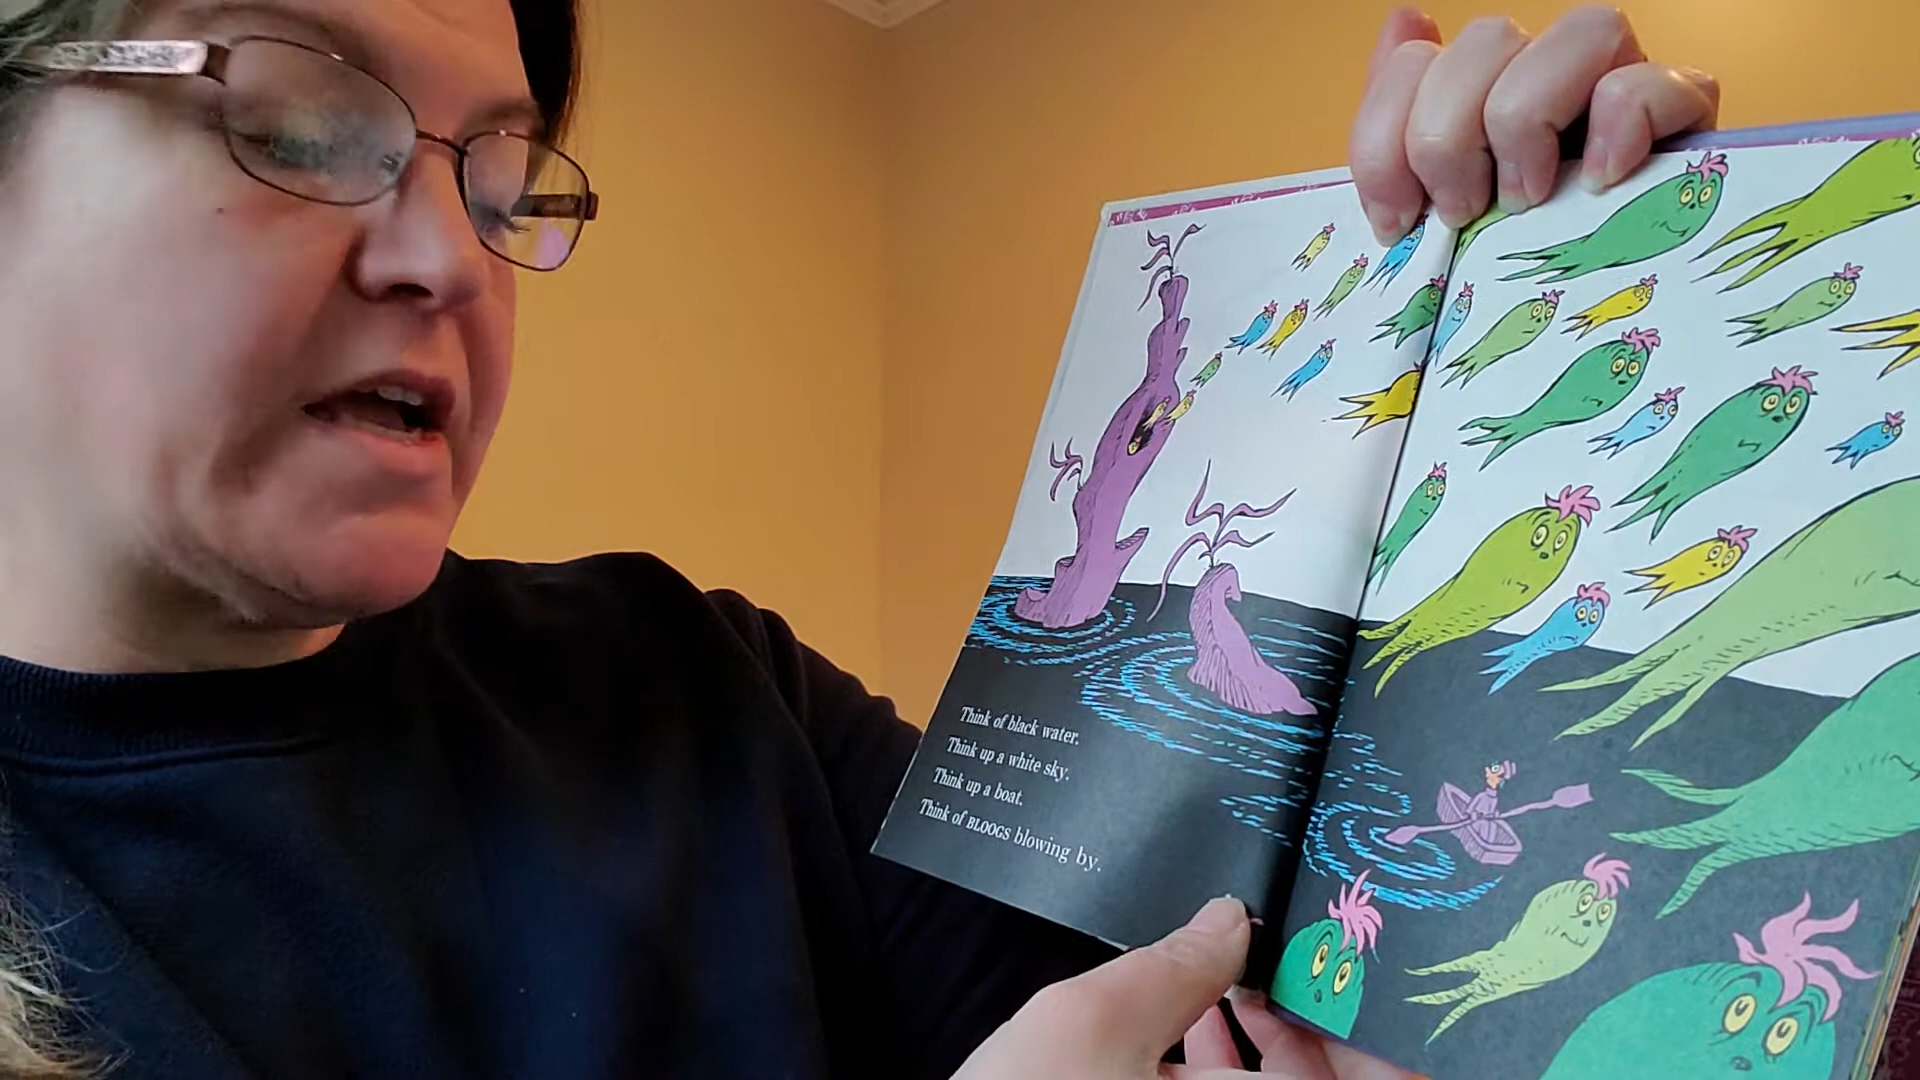 Think of black water.
Think up a white sky.
Think up a boat.
Think of BLOOGS blowing by.